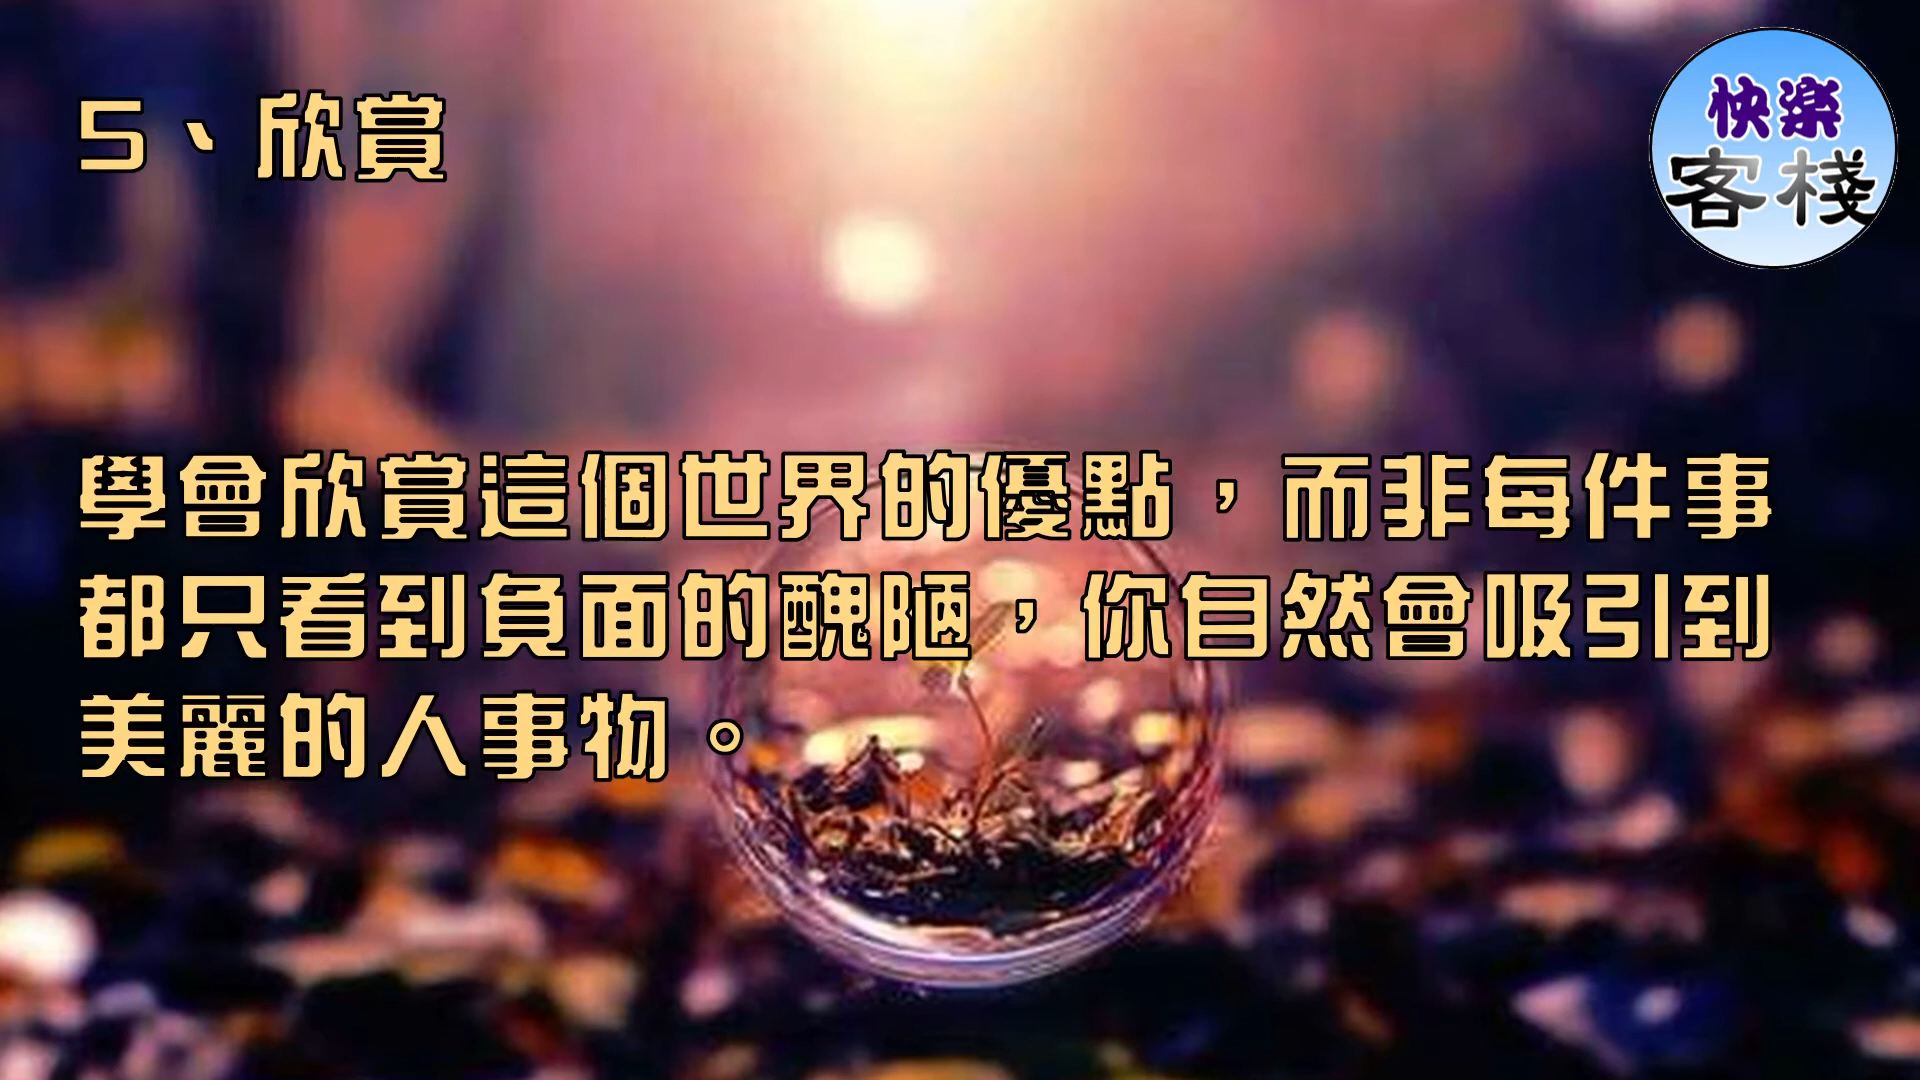 5、欣賞
快樂
客棧
學會欣賞這個世界的優點，而非每件事
都只看到負面的醜陋，你自然會吸引到
美麗的人事物。